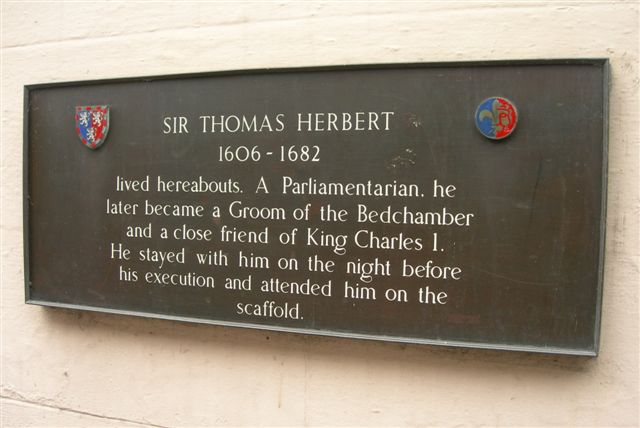 SIR THOMAS HERBERT
1606 - 1682
lived hereabouts. A Parliamentarian. he
later became a Groom of the Bedchamber
and a close friend of King Charles I.
He stayed with him on the night before
his execution and attended him on the
scaffold.